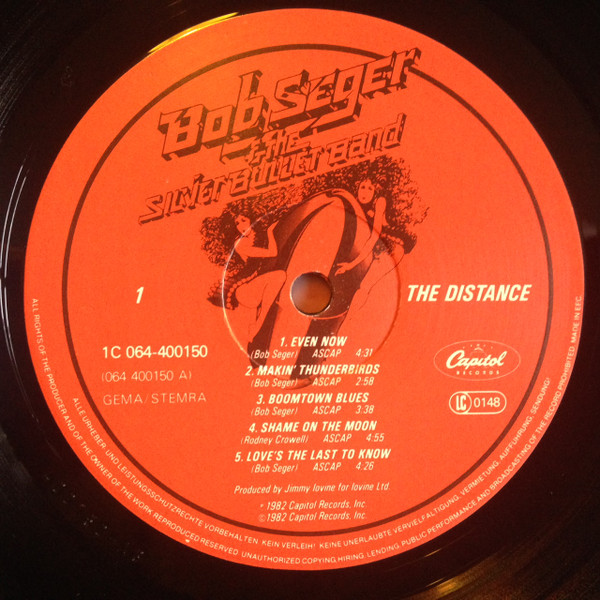 Bob Seger
& the
Silver Bullet Band
1
THE DISTANCE
1C 064-400150
(064 400150 A)
GEMA/STEMRA
1. EVEN NOW
(Bob Seger) ASCAP 4:31
2. MAKIN' THUNDERBIRDS
(Bob Seger) ASCAP 2:58
3. BOOMTOWN BLUES
(Bob Seger) ASCAP 3:38
4. SHAME ON THE MOON
(Rodney Crowell) ASCAP 4:55
5. LOVE'S THE LAST TO KNOW
(Bob Seger) ASCAP 4:26
Produced by Jimmy Iovine for Iovine Ltd.
℗ 1982 Capitol Records, Inc.
©1982 Capitol Records, Inc.
Capitol
RECORDS
LC 0148
ALL RIGHTS OF THE PRODUCER AND OF THE OWNER OF THE WORK REPRODUCED RESERVED. UNAUTHORIZED COPYING, HIRING, LENDING, PUBLIC PERFORMANCE AND BROADCASTING OF THE RECORD PROHIBITED. MADE IN EEC.
ALLE URHEBER- UND LEISTUNGSSCHUTZRECHTE VORBEHALTEN. KEIN VERLEIH! KEINE UNERLAUBTE VERVIELFÄLTIGUNG, VERMIETUNG, AUFFÜHRUNG, SENDUNG!